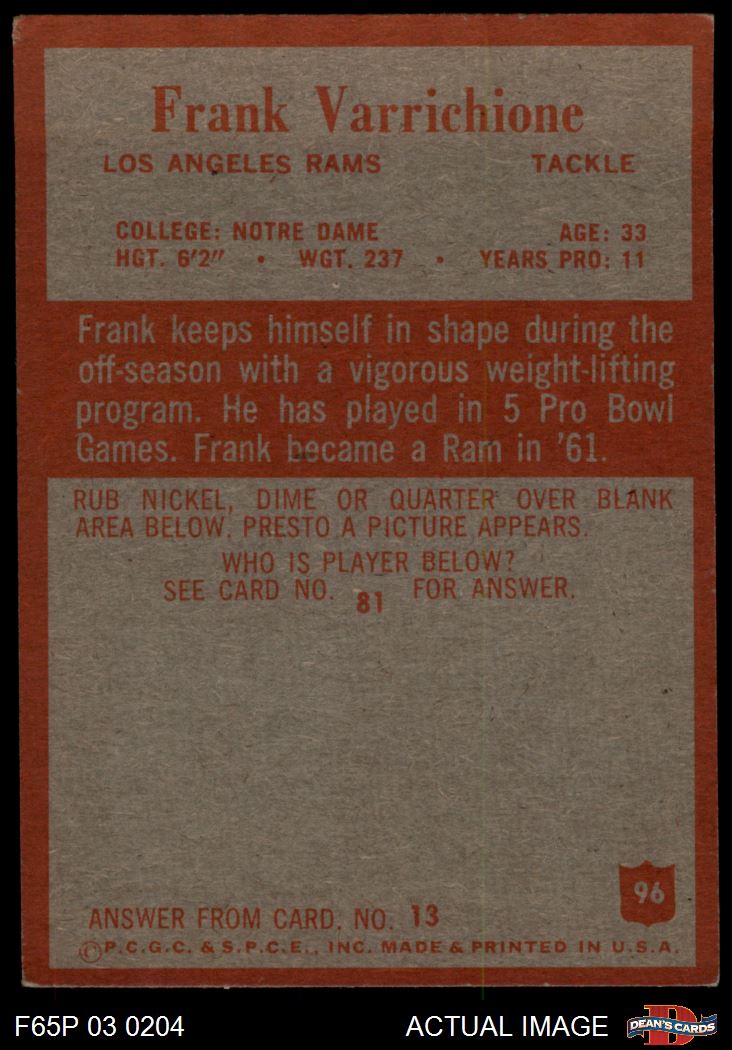 Frank Varrichione
LOS ANGELES RAMS TACKLE
COLLEGE: NOTRE DAME AGE: 33
HGT. 6'2" • WGT. 237 • YEARS PRO: 11
Frank keeps himself in shape during the
off-season with a vigorous weight-lifting
program. He has played in 5 Pro Bowl
Games. Frank became a Ram in '61.
RUB NICKEL, DIME OR QUARTER OVER BLANK
AREA BELOW. PRESTO A PICTURE APPEARS.
WHO IS PLAYER BELOW?
SEE CARD NO. 81 FOR ANSWER.
96
ANSWER FROM CARD. NO. 13
©P.C.G.C. & S.P.C.E., INC. MADE & PRINTED IN U.S.A.
F65P 03 0204 ACTUAL IMAGE D DEAN'S CARDS